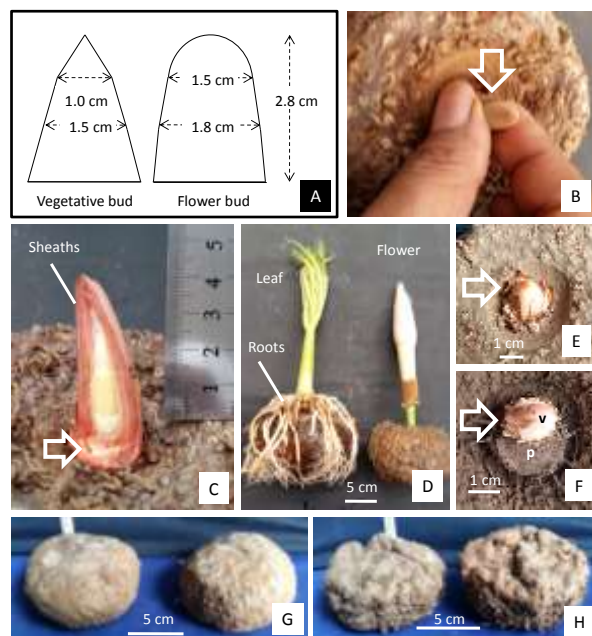 1.0 cm
1.5 cm
1.5 cm
1.8 cm
2.8 cm
Vegetative bud
Flower bud
A
B
Sheaths
1 2 3 4 5
C
Leaf
Flower
Roots
5 cm
D
1 cm
E
v
p
1 cm
F
5 cm
G
5 cm
H